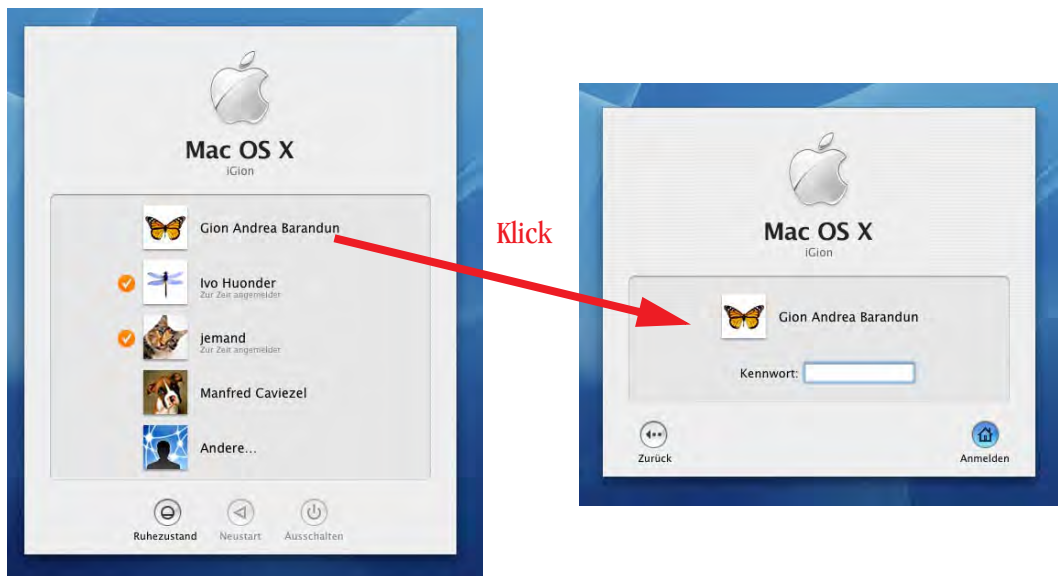 Mac OS X
iGion
Gion Andrea Barandun
Ivo Huonder
Zur Zeit angemeldet
jemand
Zur Zeit angemeldet
Manfred Caviezel
Andere...
Ruhezustand
Neustart
Ausschalten
Klick
Mac OS X
iGion
Gion Andrea Barandun
Kennwort:
Zurück
Anmelden